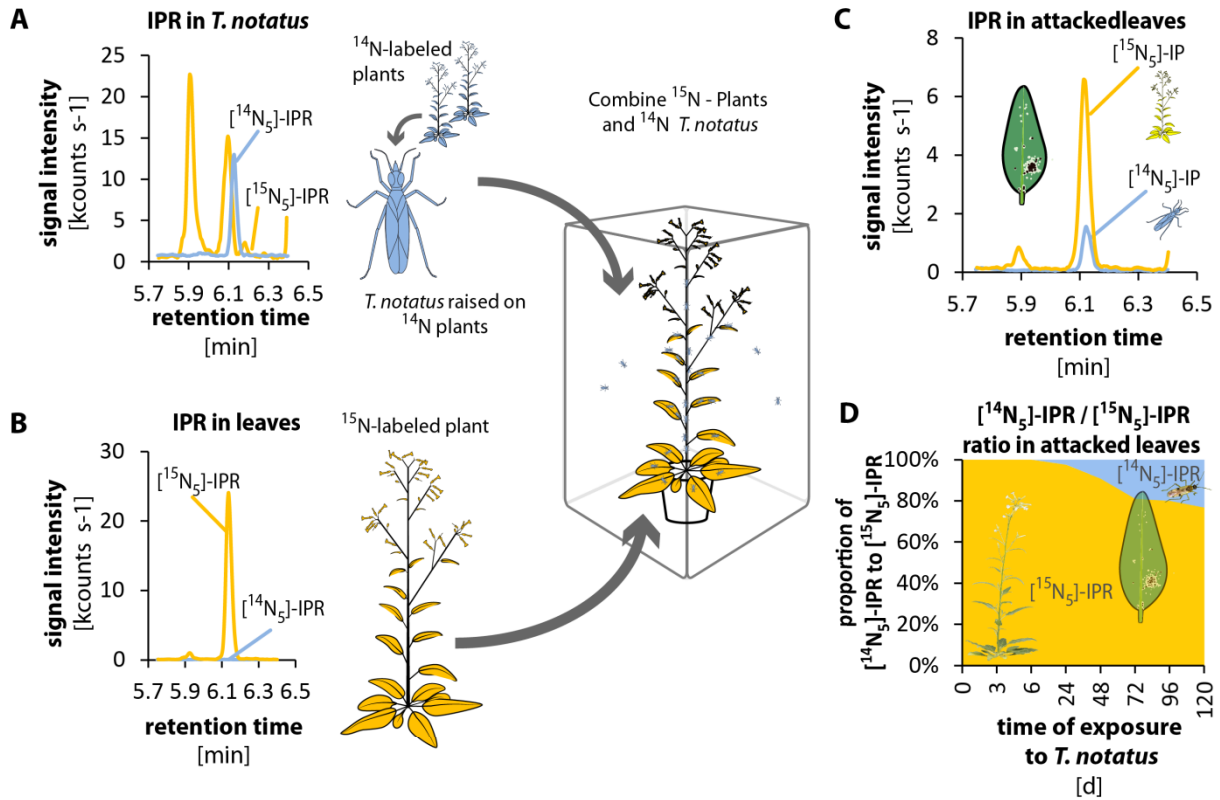 A
IPR in T. notatus
signal intensity
[kcounts s-1]
25
20
15
10
5
0
[¹⁴N₅]-IPR
[¹⁵N₅]-IPR
5.7 5.9 6.1 6.3 6.5
retention time
[min]
¹⁴N-labeled
plants
T. notatus raised on
¹⁴N plants
Combine ¹⁵N - Plants
and ¹⁴N T. notatus
B
IPR in leaves
signal intensity
[kcounts s-1]
30
20
10
0
[¹⁵N₅]-IPR
[¹⁴N₅]-IPR
5.7 5.9 6.1 6.3 6.5
retention time
[min]
¹⁵N-labeled plant
C
IPR in attackedleaves
signal intensity
[kcounts s-1]
8
6
4
2
0
[¹⁵N₅]-IP
[¹⁴N₅]-IP
5.7 5.9 6.1 6.3 6.5
retention time
[min]
D
[¹⁴N₅]-IPR / [¹⁵N₅]-IPR
ratio in attacked leaves
proportion of
[¹⁴N₅]-IPR to [¹⁵N₅]-IPR
100%
80%
60%
40%
20%
0%
[¹⁴N₅]-IPR
[¹⁵N₅]-IPR
0 3 6 24 48 72 96 120
time of exposure
to T. notatus
[d]